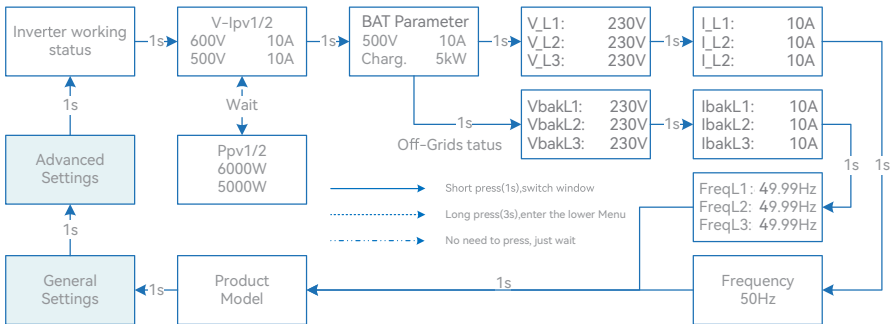 Inverter working
status
1s
V-Ipv1/2
600V 10A
500V 10A
1s
BAT Parameter
500V 10A
Charg. 5kW
1s
V_L1: 230V
V_L2: 230V
V_L3: 230V
1s
I_L1: 10A
I_L2: 10A
I_L2: 10A
1s
Wait
1s
VbakL1: 230V
VbakL2: 230V
VbakL3: 230V
1s
IbakL1: 10A
IbakL2: 10A
IbakL3: 10A
Off-Grids tatus
Advanced
Settings
Ppv1/2
6000W
5000W
1s
1s
Short press(1s),switch window
Long press(3s),enter the lower Menu
No need to press, just wait
FreqL1: 49.99Hz
FreqL2: 49.99Hz
FreqL3: 49.99Hz
1s
General
Settings
1s
Product
Model
1s
Frequency
50Hz